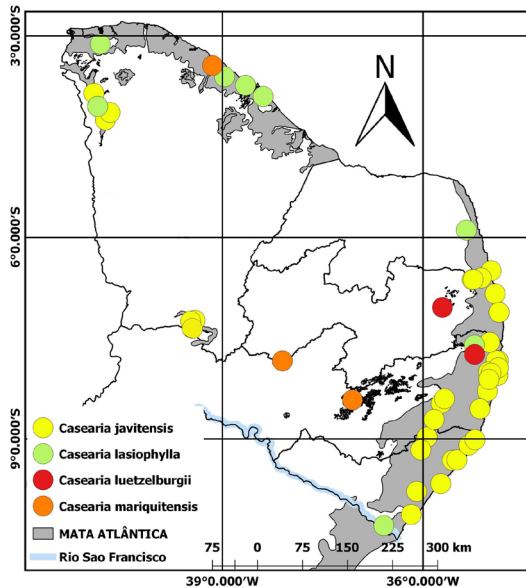 3°0.000'S
N
6°0.000'S
Casearia javitensis
Casearia lasiophylla
9°0.000'S
Casearia luetzelburgii
Casearia mariquitensis
MATA ATLÂNTICA
Rio Sao Francisco
75 0 75 150 225 300 km
39°0.000'W 36°0.000'W